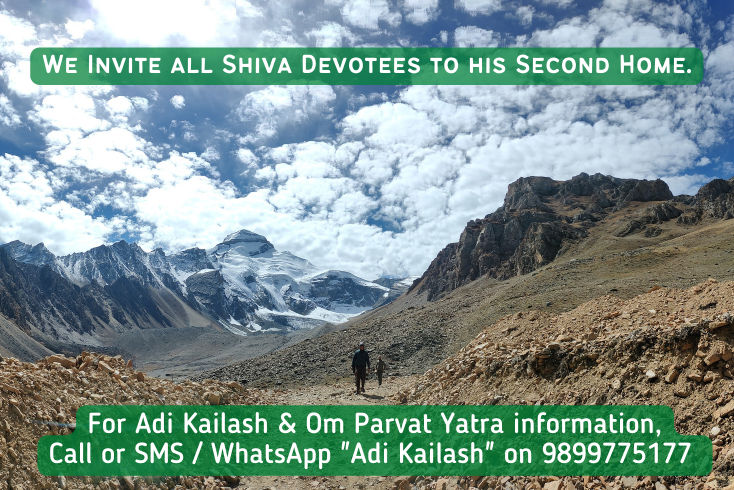 We Invite all Shiva Devotees to his Second Home.
For Adi Kailash & Om Parvat Yatra information,
Call or SMS / WhatsApp "Adi Kailash" on 9899775177